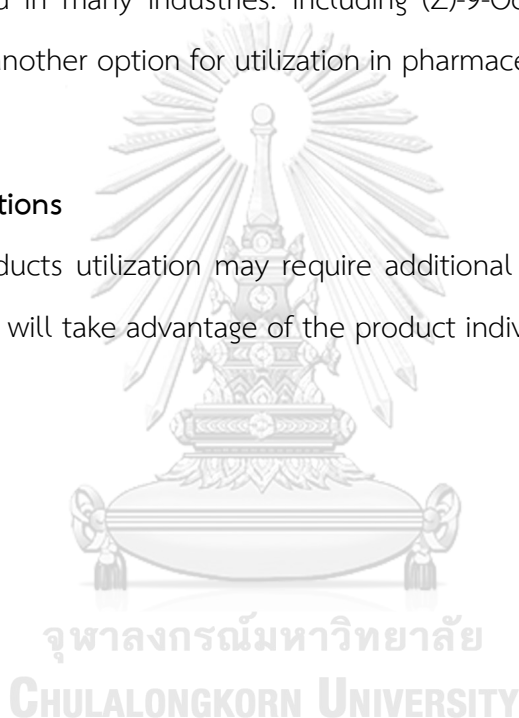 d in many industries. Including (Z)-9-Oc
another option for utilization in pharmace
tions
ducts utilization may require additional
will take advantage of the product indiv
จุฬาลงกรณ์มหาวิทยาลัย
CHULALONGKORN UNIVERSITY